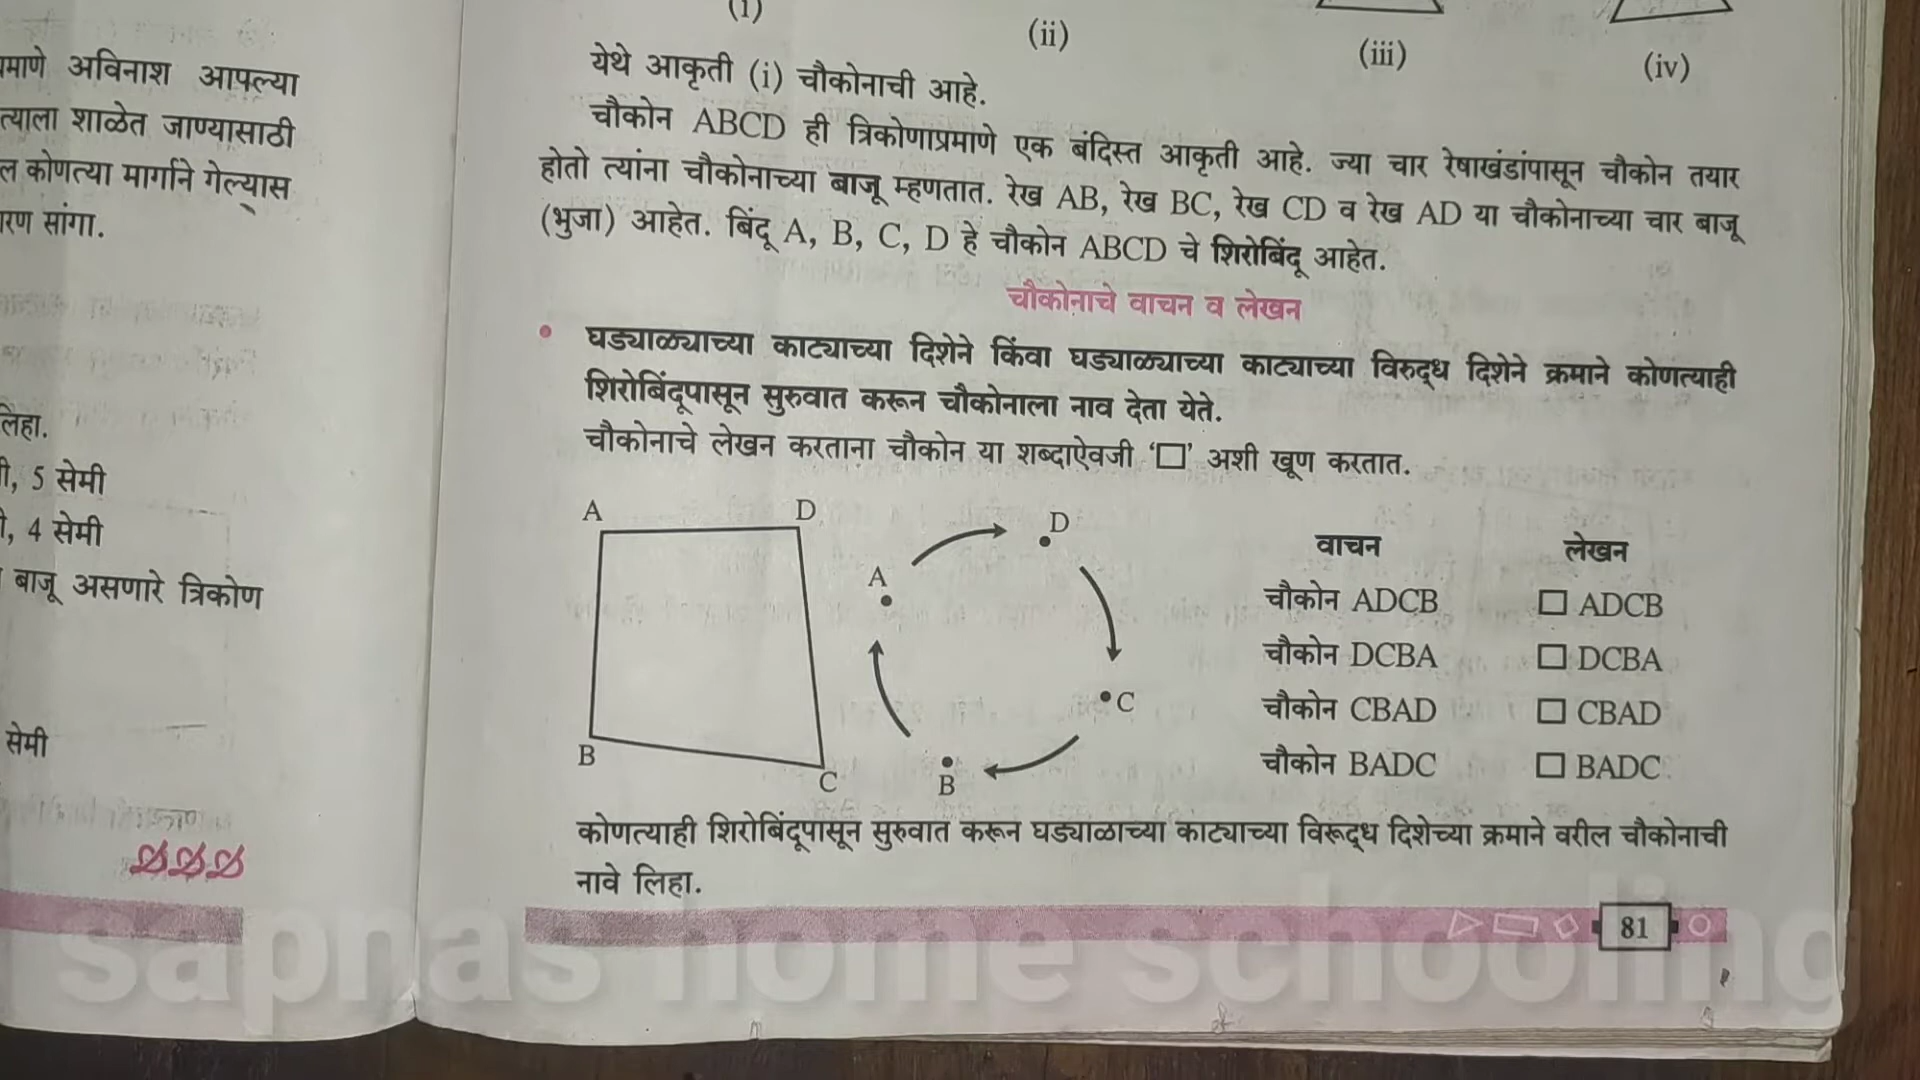 माणे अविनाश आपल्या
त्याला शाळेत जाण्यासाठी
ल कोणत्या मार्गाने गेल्यास
रण सांगा.
लिहा.
ी, 5 सेमी
, 4 सेमी
बाजू असणारे त्रिकोण
सेमी
(i)
(ii)
(iii)
(iv)
येथे आकृती (i) चौकोनाची आहे.
चौकोन ABCD ही त्रिकोणाप्रमाणे एक बंदिस्त आकृती आहे. ज्या चार रेषाखंडांपासून चौकोन तयार
होतो त्यांना चौकोनाच्या बाजू म्हणतात. रेख AB, रेख BC, रेख CD व रेख AD या चौकोनाच्या चार बाजू
(भुजा) आहेत. बिंदू A, B, C, D हे चौकोन ABCD चे शिरोबिंदू आहेत.
चौकोनाचे वाचन व लेखन
• घड्याळ्याच्या काट्याच्या दिशेने किंवा घड्याळ्याच्या काट्याच्या विरुद्ध दिशेने क्रमाने कोणत्याही
शिरोबिंदूपासून सुरुवात करून चौकोनाला नाव देता येते.
चौकोनाचे लेखन करताना चौकोन या शब्दाऐवजी ‘□’ अशी खूण करतात.
A D
B C
A D
B C
वाचन लेखन
चौकोन ADCB □ ADCB
चौकोन DCBA □ DCBA
चौकोन CBAD □ CBAD
चौकोन BADC □ BADC
कोणत्याही शिरोबिंदूपासून सुरुवात करून घड्याळाच्या काट्याच्या विरूद्ध दिशेच्या क्रमाने वरील चौकोनाची
नावे लिहा.
81
sapnas home schooling